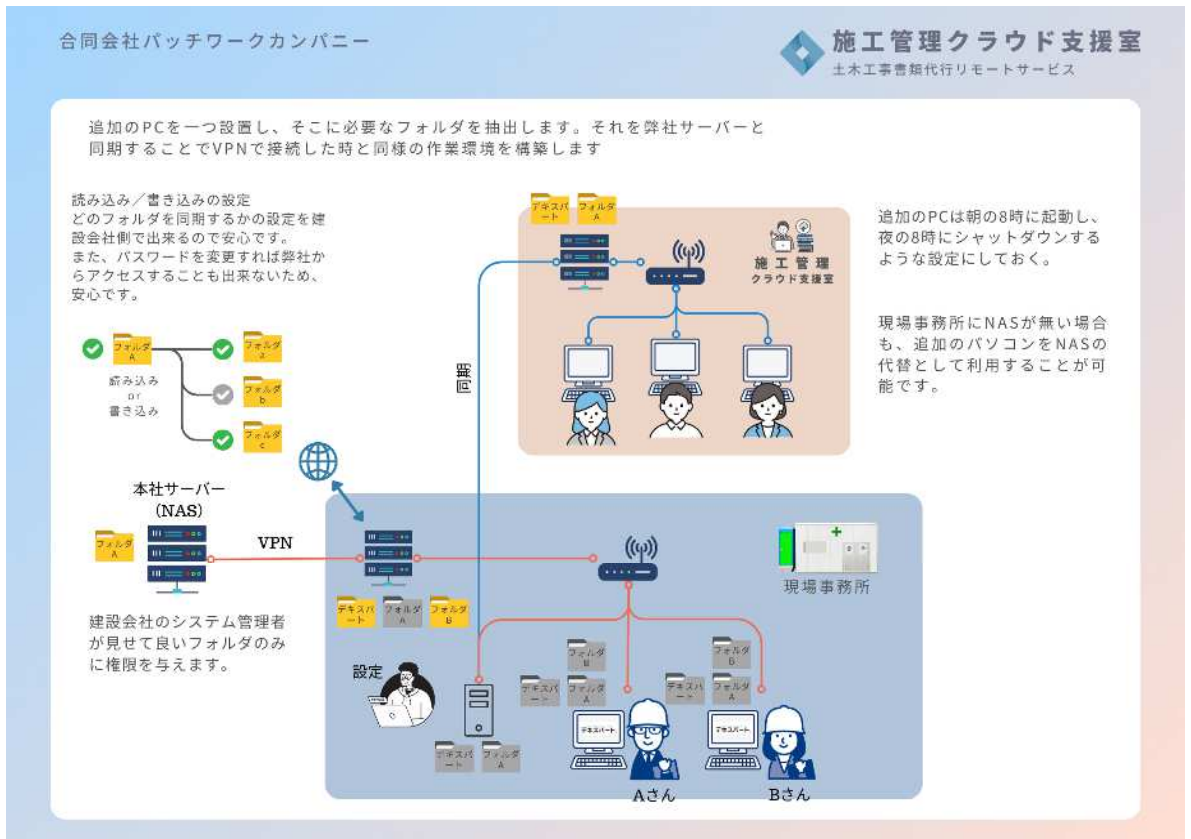 合同会社パッチワークカンパニー
施工管理クラウド支援室
土木工事書類代行リモートサービス
追加のPCを一つ設置し、そこに必要なフォルダを抽出します。それを弊社サーバーと
同期することでVPNで接続した時と同様の作業環境を構築します
読み込み／書き込みの設定
どのフォルダを同期するかの設定を建
設会社側で出来るので安心です。
また、パスワードを変更すれば弊社か
らアクセスすることも出来ないため、
安心です。
フォルダ
A
読み込み
or
書き込み
フォルダ
a
フォルダ
b
フォルダ
c
デキスパ
ート
フォルダ
A
施工管理
クラウド支援室
追加のPCは朝の8時に起動し、
夜の8時にシャットダウンする
ような設定にしておく。
現場事務所にNASが無い場合
も、追加のパソコンをNASの
代替として利用することが可
能です。
同期
本社サーバー
(NAS)
フォルダ
A
VPN
建設会社のシステム管理者
が見せて良いフォルダのみ
に権限を与えます。
デキスパ
ート
フォルダ
A
フォルダ
B
現場事務所
設定
デキスパ
ート
フォルダ
A
フォルダ
B
デキスパ
ート
フォルダ
A
デキスパート
Aさん
フォルダ
B
デキスパ
ート
フォルダ
A
デキスパート
Bさん